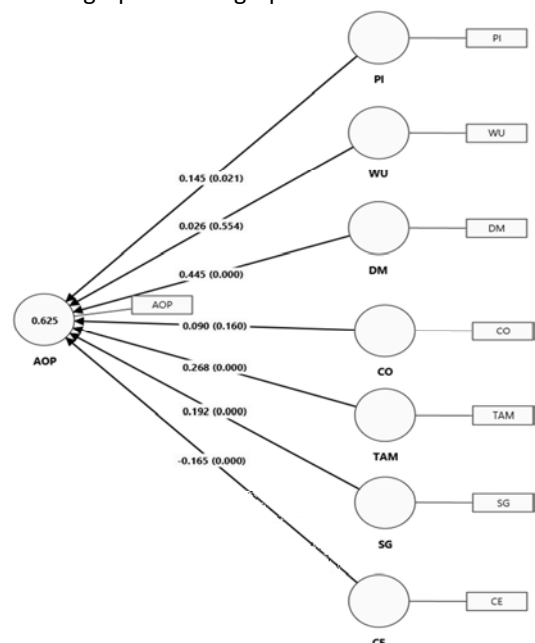 PI
PI
WU
WU
0.145 (0.021)
0.026 (0.554)
DM
DM
0.445 (0.000)
AOP
0.625
AOP
0.090 (0.160)
CO
CO
0.268 (0.000)
TAM
TAM
0.192 (0.000)
-0.165 (0.000)
SG
SG
CE
CE